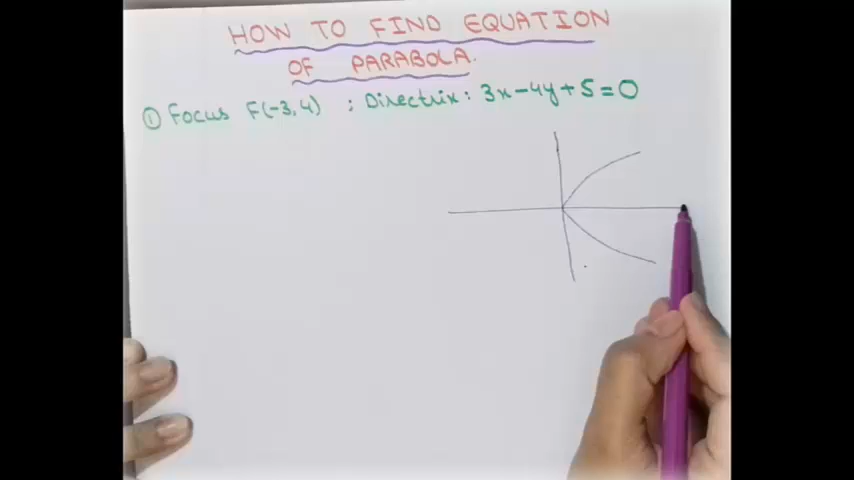 HOW TO FIND EQUATION
OF PARABOLA.
① Focus F(-3,4) ; Directrix: 3x-4y+5=0